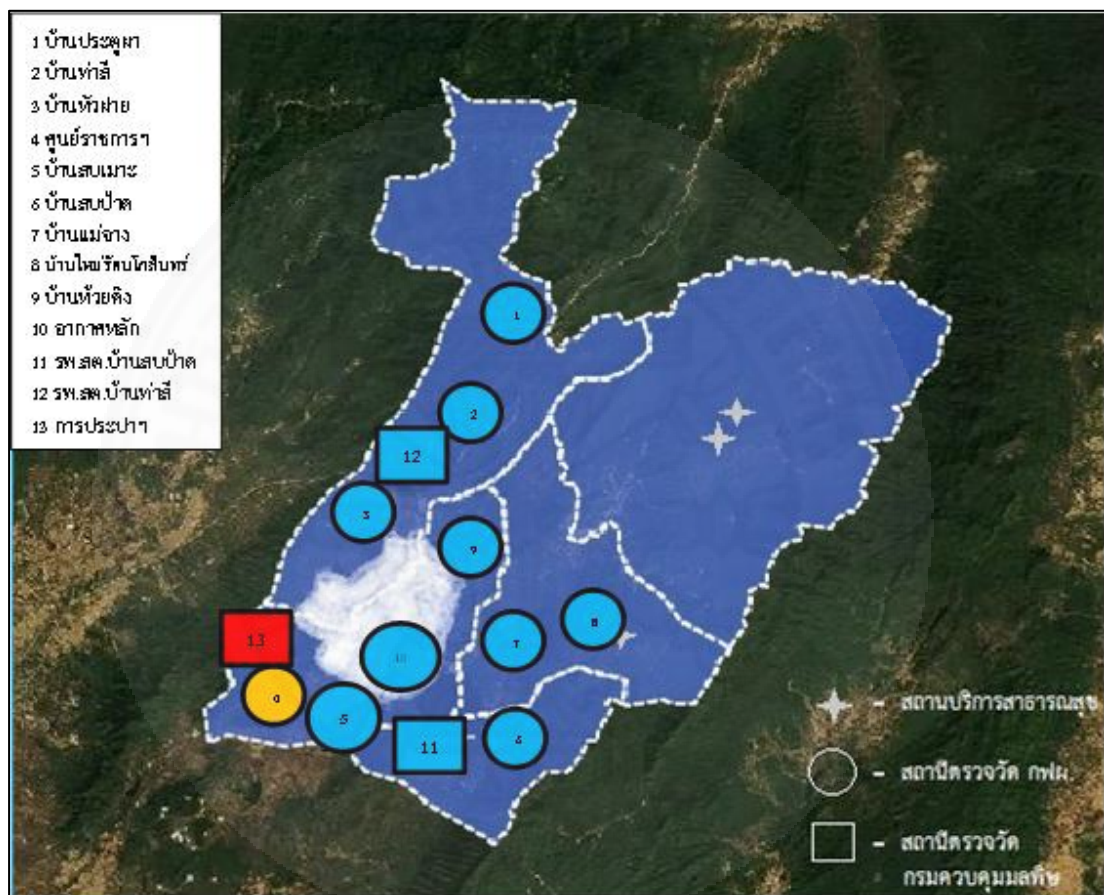 1 บ้านประตูผา
2 บ้านท่าสี
3 บ้านหัวฝาย
4 ศูนย์ราชการฯ
5 บ้านสบเมาะ
6 บ้านสบป้าด
7 บ้านแม่จาง
8 บ้านใหม่รัตนโกสินทร์
9 บ้านห้วยคิง
10 อากาศหลัก
11 รพ.สต.บ้านสบป้าด
12 รพ.สต.บ้านท่าสี
13 การประปาฯ
1
2
12
3
9
13
8
7
10
4
5
11
6
- สถานบริการสาธารณสุข
- สถานีตรวจวัด กฟผ.
- สถานีตรวจวัด
กรมควบคุมมลพิษ